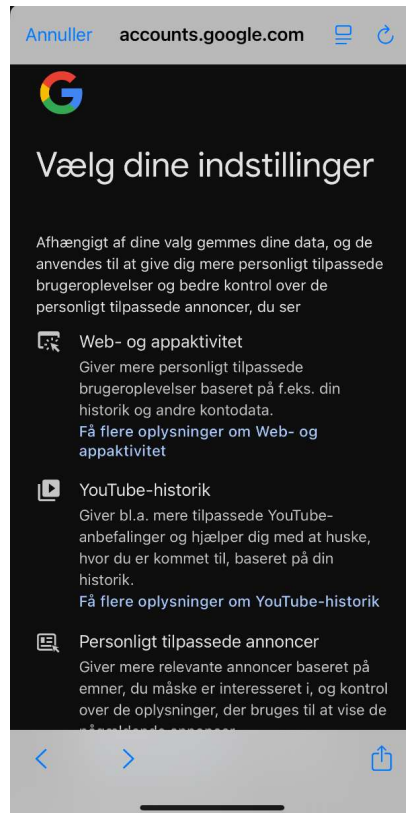 Annuller accounts.google.com
Vælg dine indstillinger
Afhængigt af dine valg gemmes dine data, og de
anvendes til at give dig mere personligt tilpassede
brugeroplevelser og bedre kontrol over de
personligt tilpassede annoncer, du ser
Web- og appaktivitet
Giver mere personligt tilpassede
brugeroplevelser baseret på f.eks. din
historik og andre kontodata.
Få flere oplysninger om Web- og
appaktivitet
YouTube-historik
Giver bl.a. mere tilpassede YouTube-
anbefalinger og hjælper dig med at huske,
hvor du er kommet til, baseret på din
historik.
Få flere oplysninger om YouTube-historik
Personligt tilpassede annoncer
Giver mere relevante annoncer baseret på
emner, du måske er interesseret i, og kontrol
over de oplysninger, der bruges til at vise de